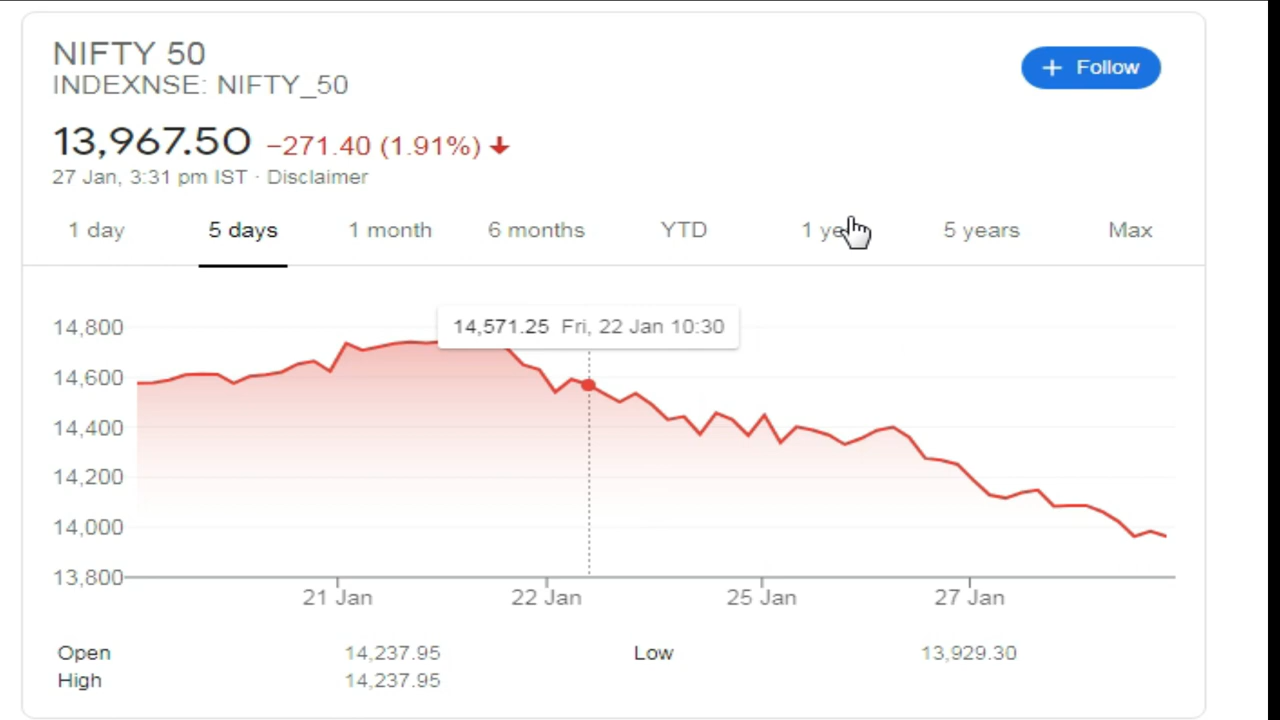 NIFTY 50
INDEXNSE: NIFTY_50
+ Follow
13,967.50 −271.40 (1.91%) ↓
27 Jan, 3:31 pm IST · Disclaimer
1 day 5 days 1 month 6 months YTD 1 ye 5 years Max
14,571.25 Fri, 22 Jan 10:30
14,800
14,600
14,400
14,200
14,000
13,800
21 Jan 22 Jan 25 Jan 27 Jan
Open 14,237.95 Low 13,929.30
High 14,237.95